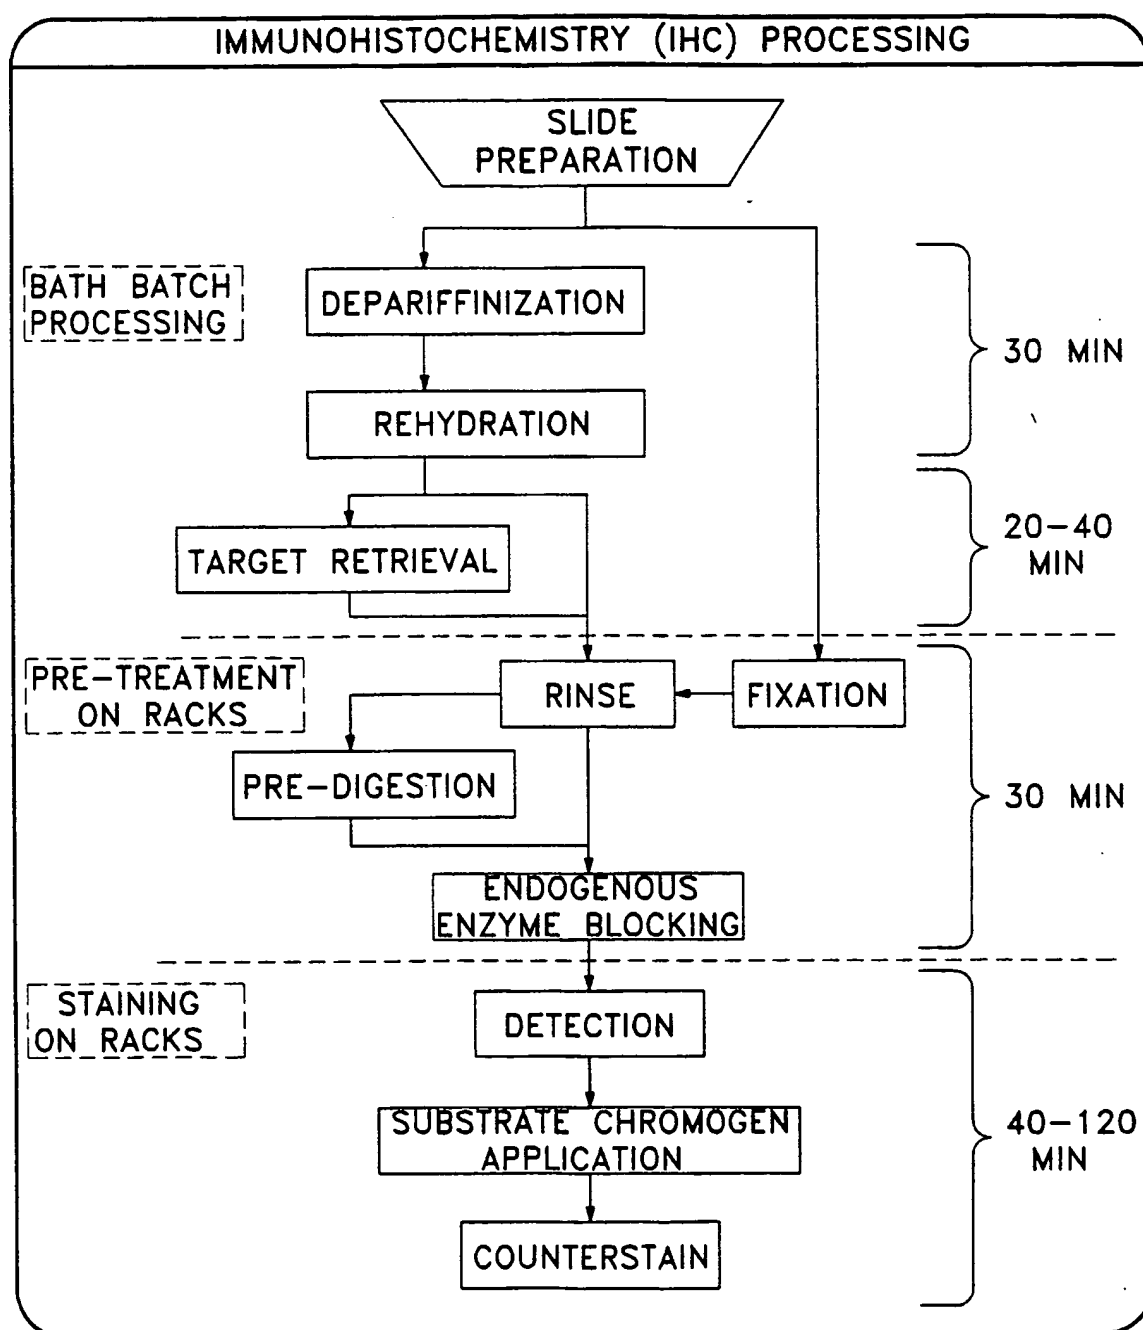 IMMUNOHISTOCHEMISTRY (IHC) PROCESSING
SLIDE
PREPARATION
BATH BATCH
PROCESSING
DEPARIFFINIZATION
30 MIN
REHYDRATION
TARGET RETRIEVAL
20-40
MIN
PRE-TREATMENT
ON RACKS
RINSE
FIXATION
PRE-DIGESTION
30 MIN
ENDOGENOUS
ENZYME BLOCKING
STAINING
ON RACKS
DETECTION
SUBSTRATE CHROMOGEN
APPLICATION
40-120
MIN
COUNTERSTAIN